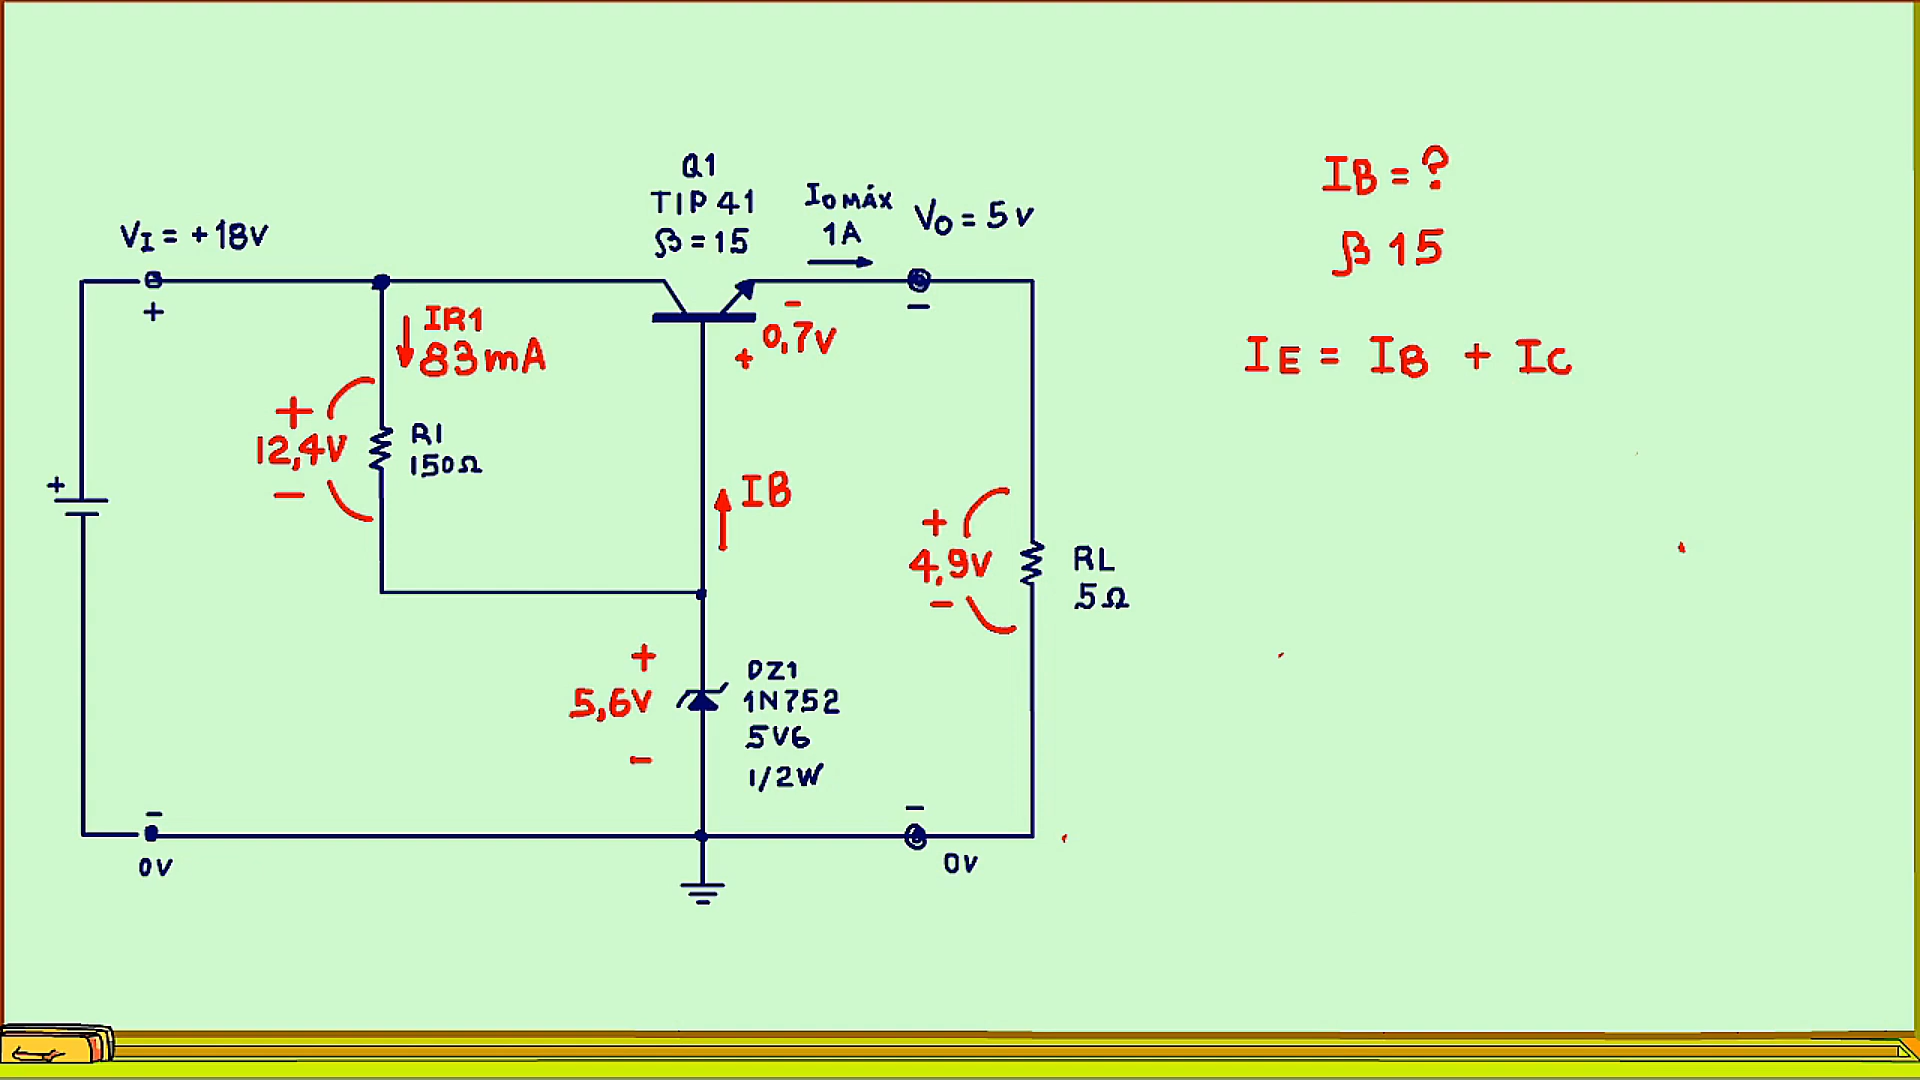 Q1
TIP 41
β = 15
IO MÁX
1A
VO = 5V
VI = +18V
+
-
IR1
83mA
-
0,7V
+
+
12,4V
-
R1
150Ω
+
IB
+
4,9V
-
RL
5Ω
+
5,6V
-
DZ1
1N752
5V6
1/2W
-
0V
-
0V
IB = ?
β 15
IE = IB + IC